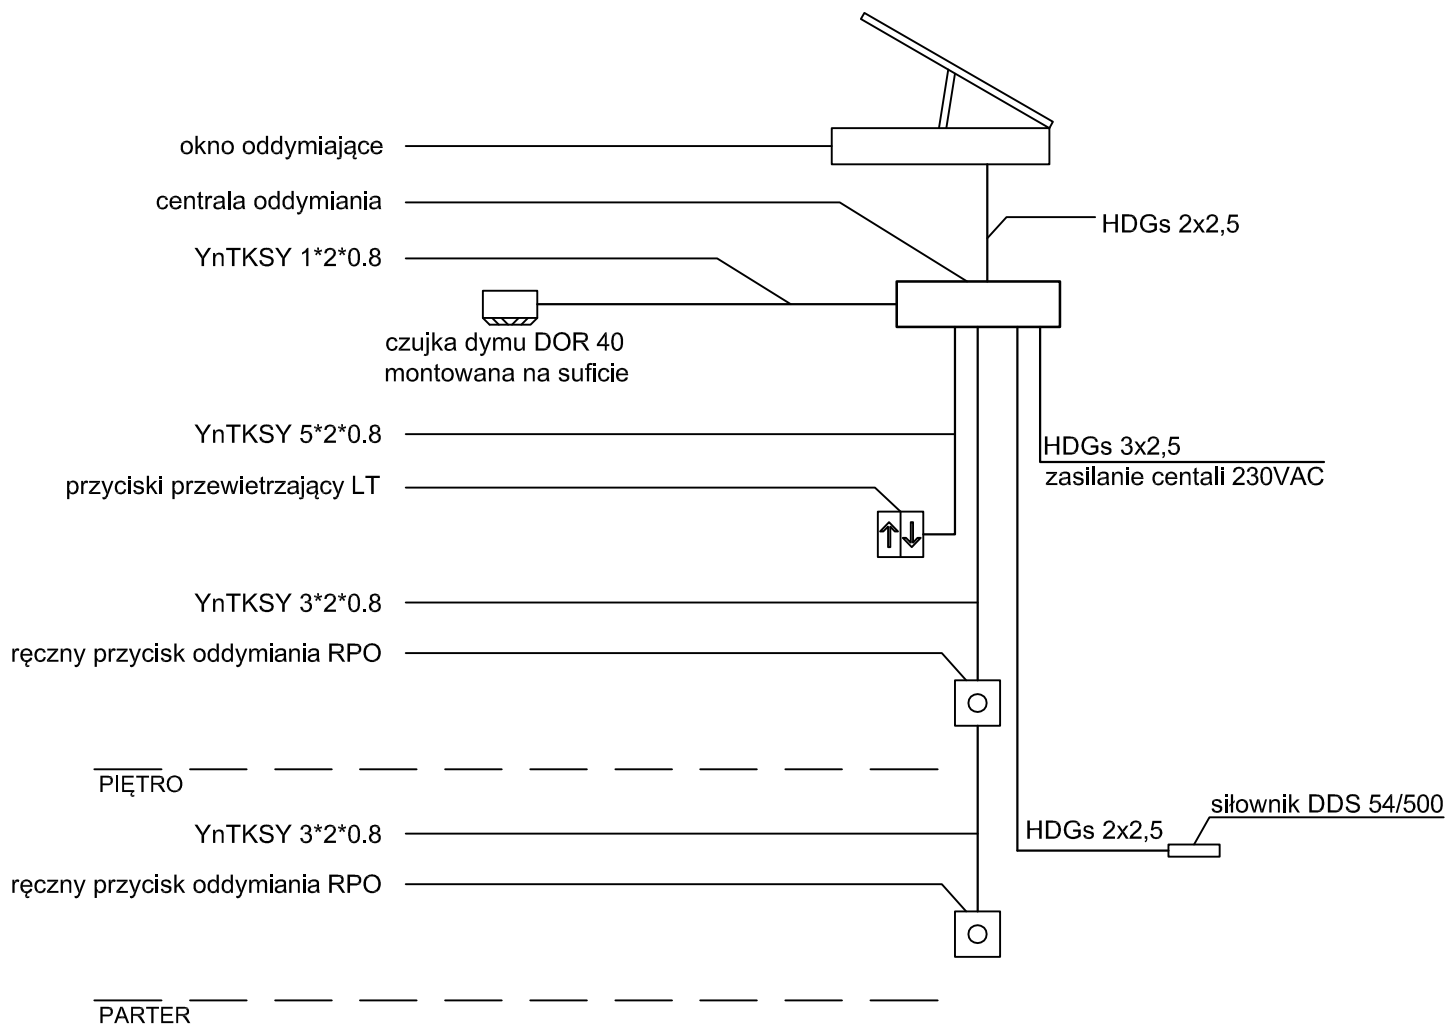 okno oddymiające
centrala oddymiania
HDGs 2x2,5
YnTKSY 1*2*0.8
czujka dymu DOR 40
montowana na suficie
YnTKSY 5*2*0.8
HDGs 3x2,5
zasilanie centali 230VAC
przyciski przewietrzający LT
YnTKSY 3*2*0.8
ręczny przycisk oddymiania RPO
PIĘTRO
siłownik DDS 54/500
YnTKSY 3*2*0.8
HDGs 2x2,5
ręczny przycisk oddymiania RPO
PARTER